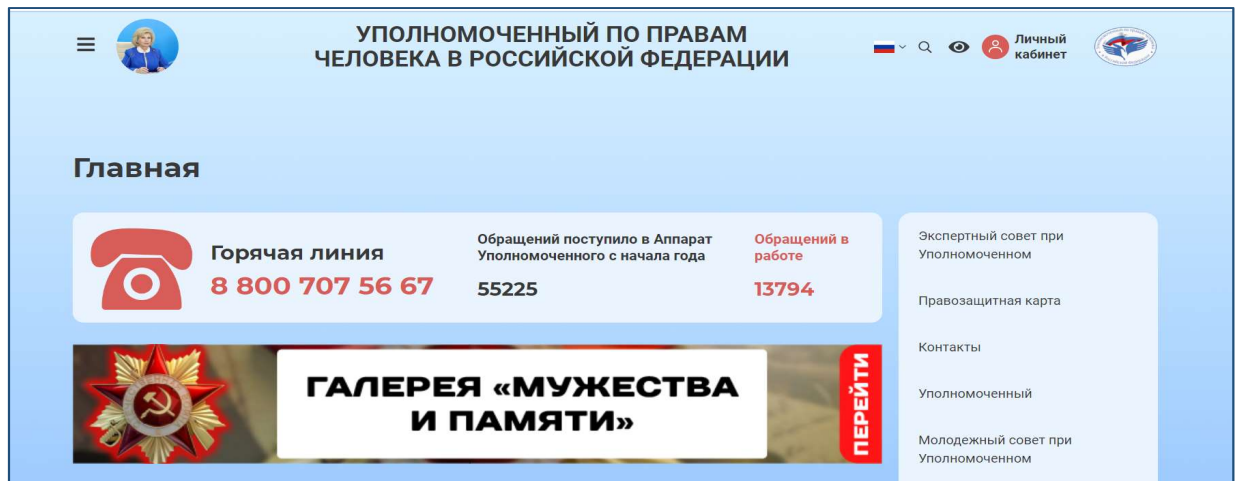 УПОЛНОМОЧЕННЫЙ ПО ПРАВАМ
ЧЕЛОВЕКА В РОССИЙСКОЙ ФЕДЕРАЦИИ
Личный
кабинет
Главная
Горячая линия
8 800 707 56 67
Обращений поступило в Аппарат
Уполномоченного с начала года
55225
Обращений в
работе
13794
ГАЛЕРЕЯ «МУЖЕСТВА
И ПАМЯТИ»
ПЕРЕЙТИ
Экспертный совет при
Уполномоченном
Правозащитная карта
Контакты
Уполномоченный
Молодежный совет при
Уполномоченном